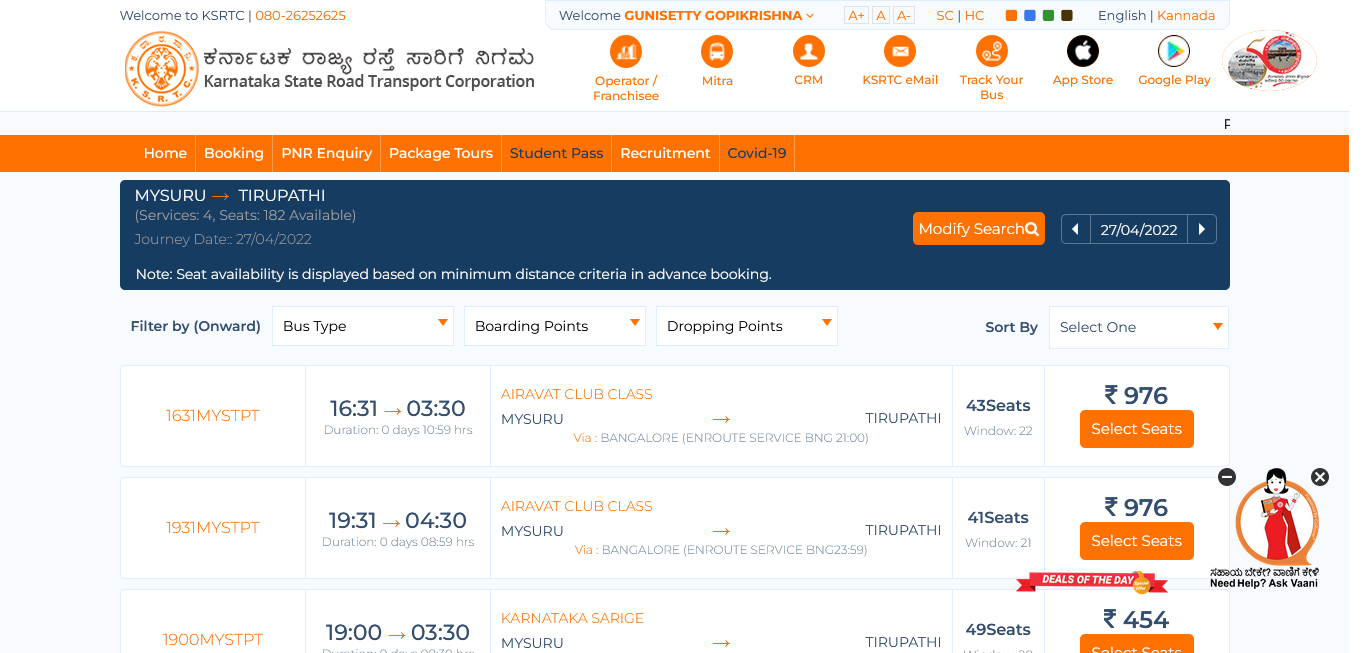 Welcome to KSRTC | 080-26252625
Welcome GUNISETTY GOPIKRISHNA
A+ A A-
SC | HC
English | Kannada
ಕರ್ನಾಟಕ ರಾಜ್ಯ ರಸ್ತೆ ಸಾರಿಗೆ ನಿಗಮ
Karnataka State Road Transport Corporation
Operator /
Franchisee
Mitra
CRM
KSRTC eMail
Track Your
Bus
App Store
Google Play
Home Booking PNR Enquiry Package Tours Student Pass Recruitment Covid-19
MYSURU → TIRUPATHI
(Services: 4, Seats: 182 Available)
Journey Date:: 27/04/2022
Modify Search
27/04/2022
Note: Seat availability is displayed based on minimum distance criteria in advance booking.
Filter by (Onward) Bus Type Boarding Points Dropping Points Sort By Select One
1631MYSTPT
16:31 → 03:30
Duration: 0 days 10:59 hrs
AIRAVAT CLUB CLASS
MYSURU → TIRUPATHI
Via : BANGALORE (ENROUTE SERVICE BNG 21:00)
43Seats
Window: 22
₹ 976
Select Seats
1931MYSTPT
19:31 → 04:30
Duration: 0 days 08:59 hrs
AIRAVAT CLUB CLASS
MYSURU → TIRUPATHI
Via : BANGALORE (ENROUTE SERVICE BNG23:59)
41Seats
Window: 21
₹ 976
Select Seats
ಸಹಾಯ ಬೇಕೇ? ವಾಣಿಗೆ ಕೇಳಿ
Need Help? Ask Vaani
DEALS OF THE DAY
1900MYSTPT
19:00 → 03:30
KARNATAKA SARIGE
MYSURU → TIRUPATHI
49Seats
₹ 454
Select Seats